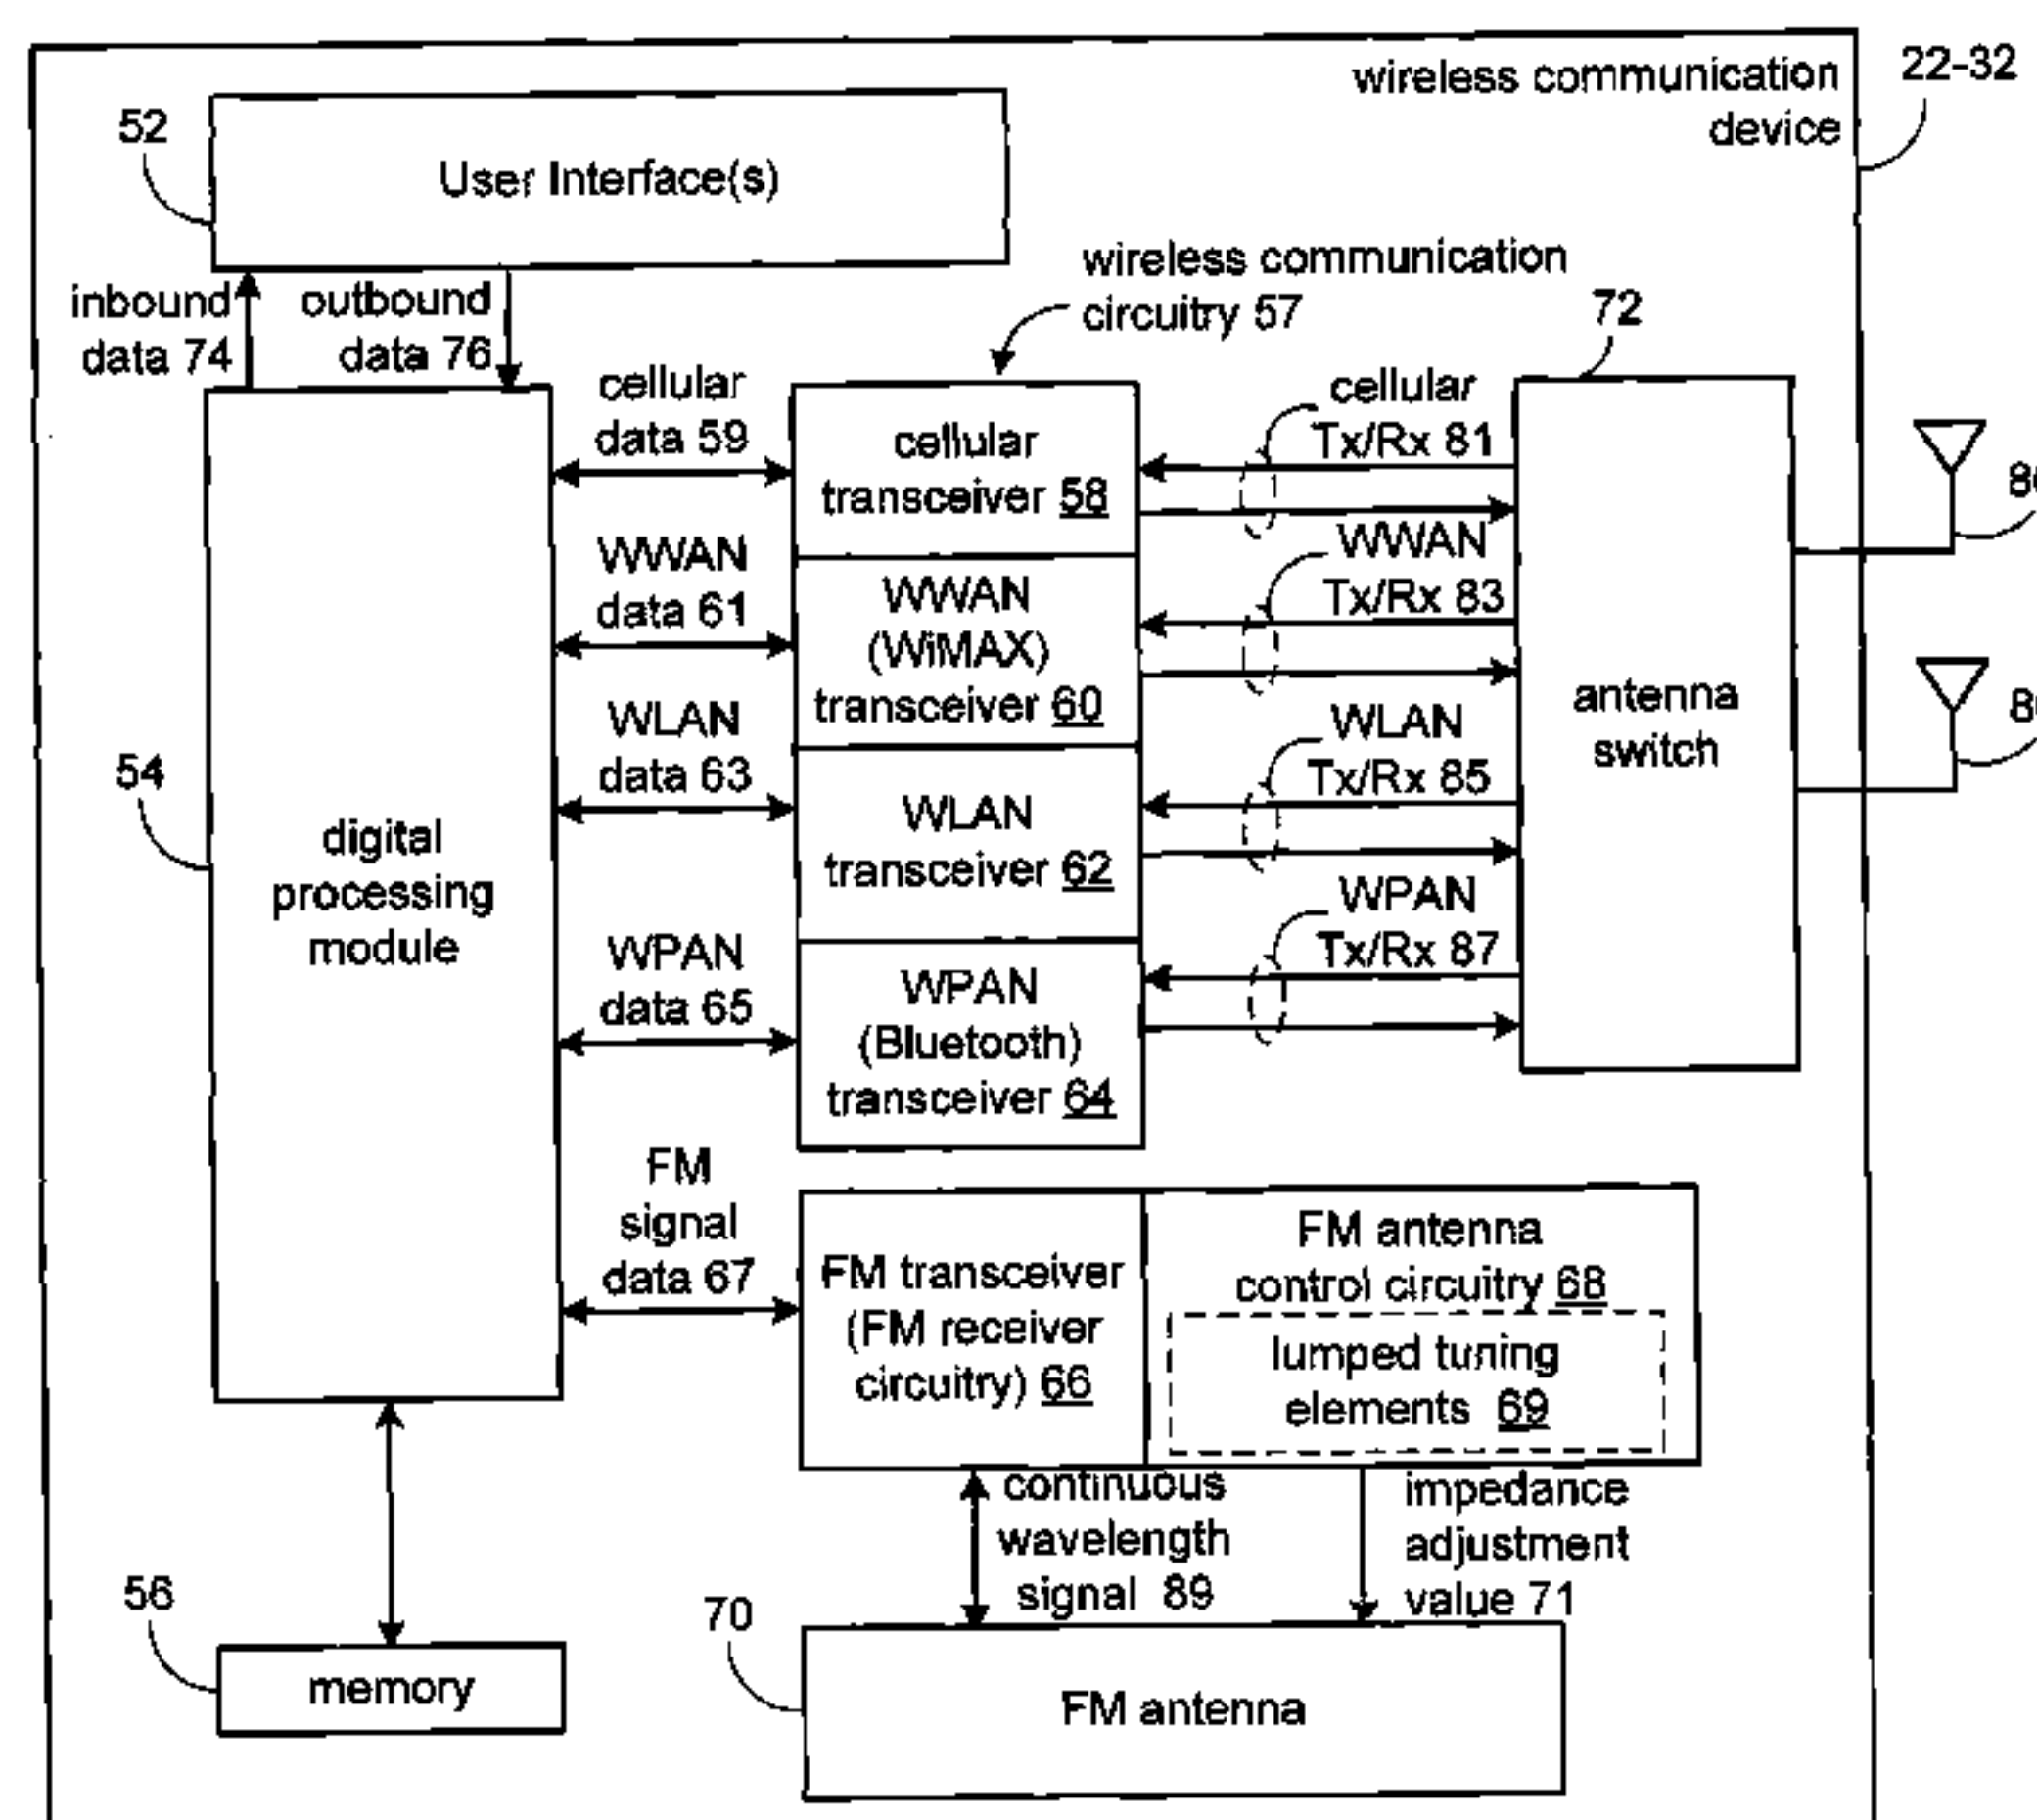 wireless communication
device
22-32
52
User Interface(s)
inbound
data 74
outbound
data 76
wireless communication
circuitry 57
72
cellular
data 59
cellular
transceiver 58
cellular
Tx/Rx 81
WWAN
data 61
WWAN
(WiMAX)
transceiver 60
WWAN
Tx/Rx 83
WLAN
data 63
WLAN
transceiver 62
WLAN
Tx/Rx 85
antenna
switch
54
digital
processing
module
WPAN
data 65
WPAN
(Bluetooth)
transceiver 64
WPAN
Tx/Rx 87
FM
signal
data 67
FM transceiver
(FM receiver
circuitry) 66
FM antenna
control circuitry 68
lumped tuning
elements 69
continuous
wavelength
signal 89
impedance
adjustment
value 71
56
memory
70
FM antenna